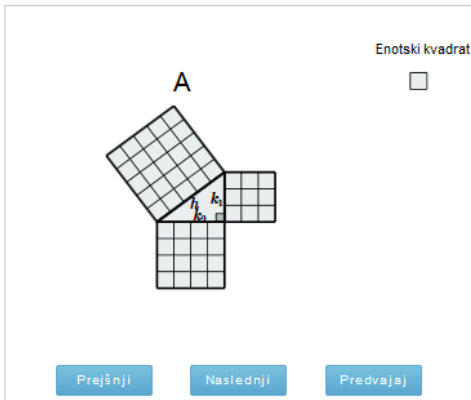 Enotski kvadrat
A
k₁
h
k₂
Prejšnji Naslednji Predvajaj